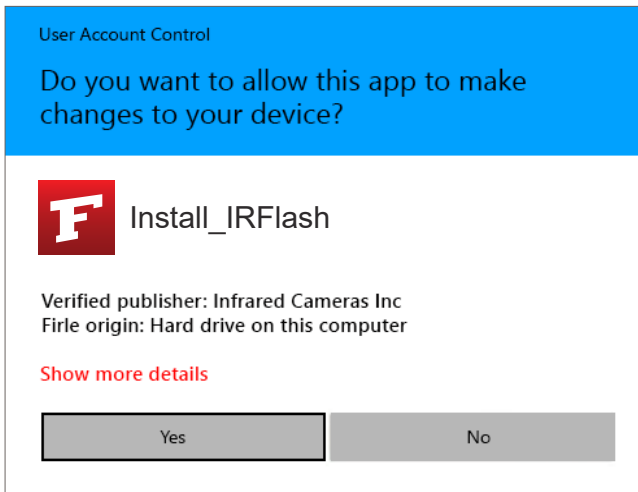 User Account Control
Do you want to allow this app to make
changes to your device?
F
Install_IRFlash
Verified publisher: Infrared Cameras Inc
Firle origin: Hard drive on this computer
Show more details
Yes
No